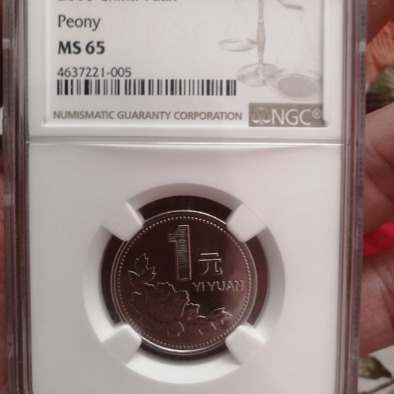 Peony
MS 65
4637221-005
NUMISMATIC GUARANTY CORPORATION
NGC®
1元
YI YUAN